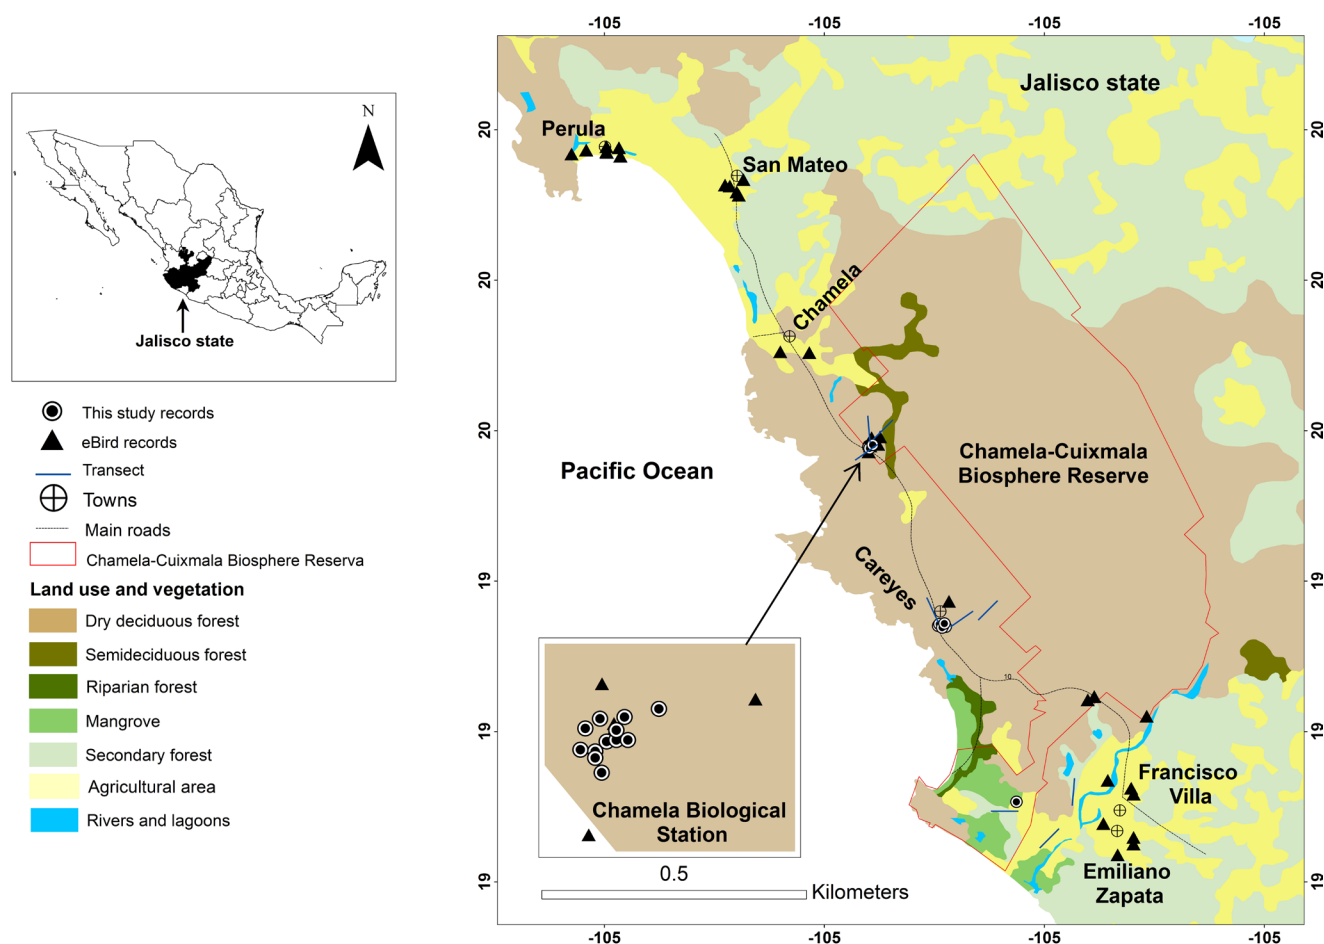 N
Jalisco state
This study records
eBird records
Transect
Towns
Main roads
Chamela-Cuixmala Biosphere Reserva
Land use and vegetation
Dry deciduous forest
Semideciduous forest
Riparian forest
Mangrove
Secondary forest
Agricultural area
Rivers and lagoons
-105
-105
-105
-105
20
20
20
19
19
19
20
20
20
19
19
19
-105
-105
-105
-105
Jalisco state
Perula
San Mateo
Chamela
Pacific Ocean
Chamela-Cuixmala
Biosphere Reserve
Careyes
10
Francisco
Villa
Emiliano
Zapata
Chamela Biological
Station
0.5
Kilometers